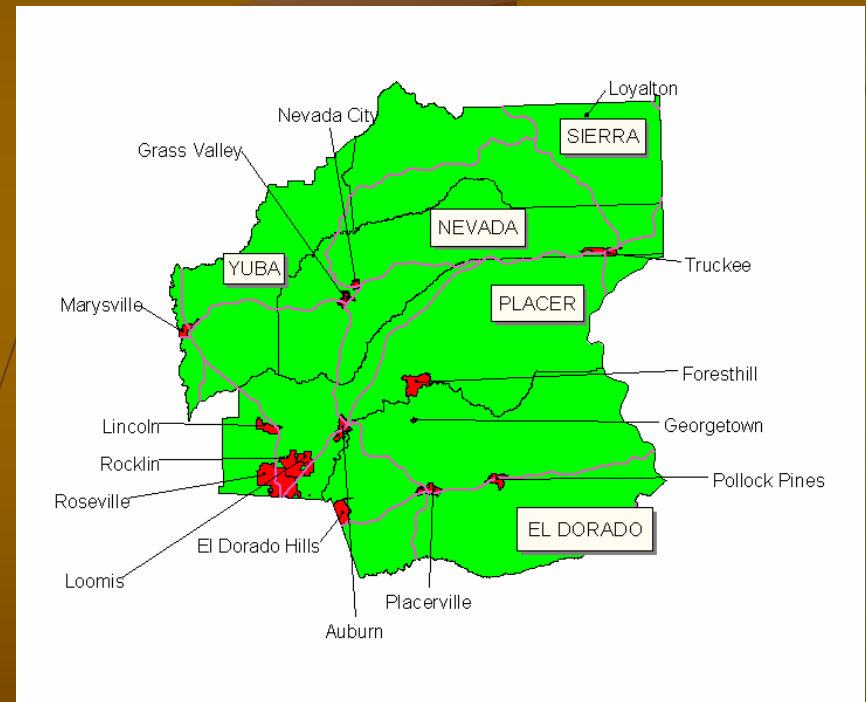 Loyalton
Nevada City
SIERRA
Grass Valley
NEVADA
YUBA
Truckee
PLACER
Marysville
Foresthill
Lincoln
Georgetown
Rocklin
Pollock Pines
Roseville
EL DORADO
El Dorado Hills
Loomis
Placerville
Auburn